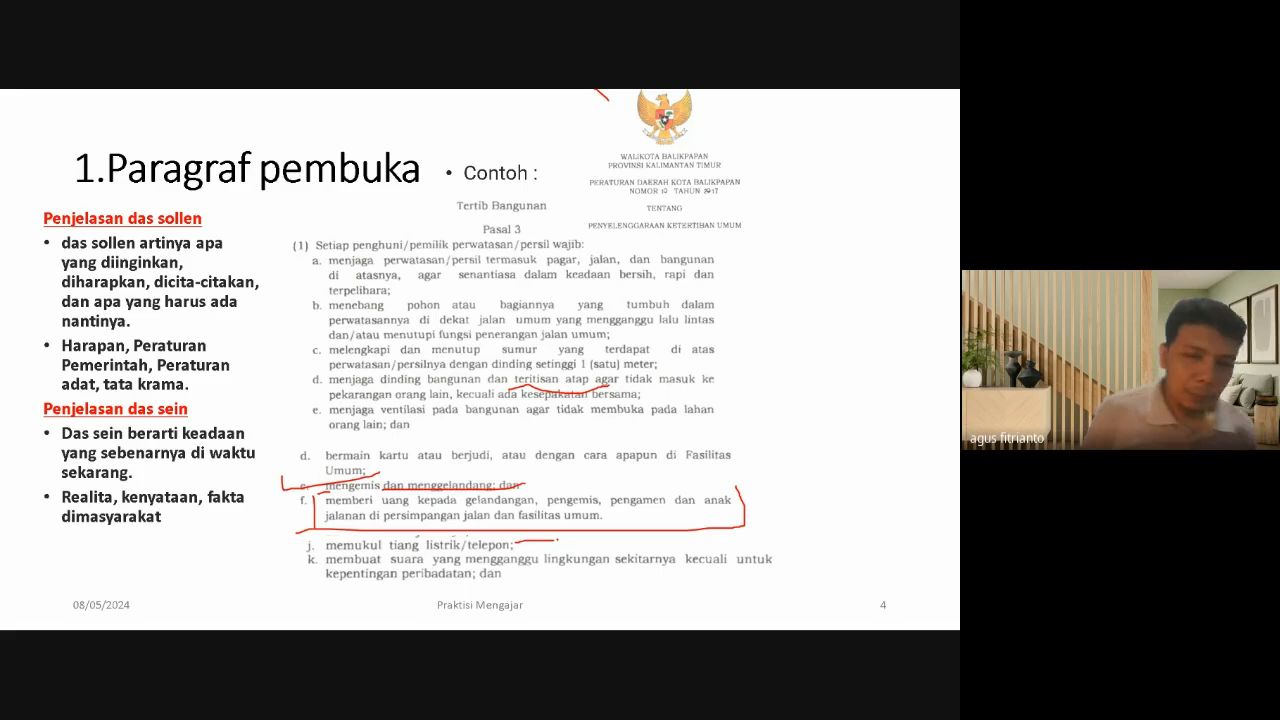 1.Paragraf pembuka
• Contoh :
WALIKOTA BALIKPAPAN
PROVINSI KALIMANTAN TIMUR
PERATURAN DAERAH KOTA BALIKPAPAN
NOMOR 10 TAHUN 2017
TENTANG
PENYELENGGARAAN KETERTIBAN UMUM
Penjelasan das sollen
• das sollen artinya apa
yang diinginkan,
diharapkan, dicita-citakan,
dan apa yang harus ada
nantinya.
• Harapan, Peraturan
Pemerintah, Peraturan
adat, tata krama.
Penjelasan das sein
• Das sein berarti keadaan
yang sebenarnya di waktu
sekarang.
• Realita, kenyataan, fakta
dimasyarakat
Tertib Bangunan
Pasal 3
(1) Setiap penghuni/pemilik perwatasan/persil wajib:
a. menjaga perwatasan/persil termasuk pagar, jalan, dan bangunan
di atasnya, agar senantiasa dalam keadaan bersih, rapi dan
terpelihara;
b. menebang pohon atau bagiannya yang tumbuh dalam
perwatasannya di dekat jalan umum yang mengganggu lalu lintas
dan/atau menutupi fungsi penerangan jalan umum;
c. melengkapi dan menutup sumur yang terdapat di atas
perwatasan/persilnya dengan dinding setinggi 1 (satu) meter;
d. menjaga dinding bangunan dan teritisan atap agar tidak masuk ke
pekarangan orang lain, kecuali ada kesepakatan bersama;
e. menjaga ventilasi pada bangunan agar tidak membuka pada lahan
orang lain; dan
d. bermain kartu atau berjudi, atau dengan cara apapun di Fasilitas
Umum;
e. mengemis dan menggelandang; dan
f. memberi uang kepada gelandangan, pengemis, pengamen dan anak
jalanan di persimpangan jalan dan fasilitas umum.
j. memukul tiang listrik/telepon;
k. membuat suara yang mengganggu lingkungan sekitarnya kecuali untuk
kepentingan peribadatan; dan
08/05/2024
Praktisi Mengajar
4
agus fitrianto